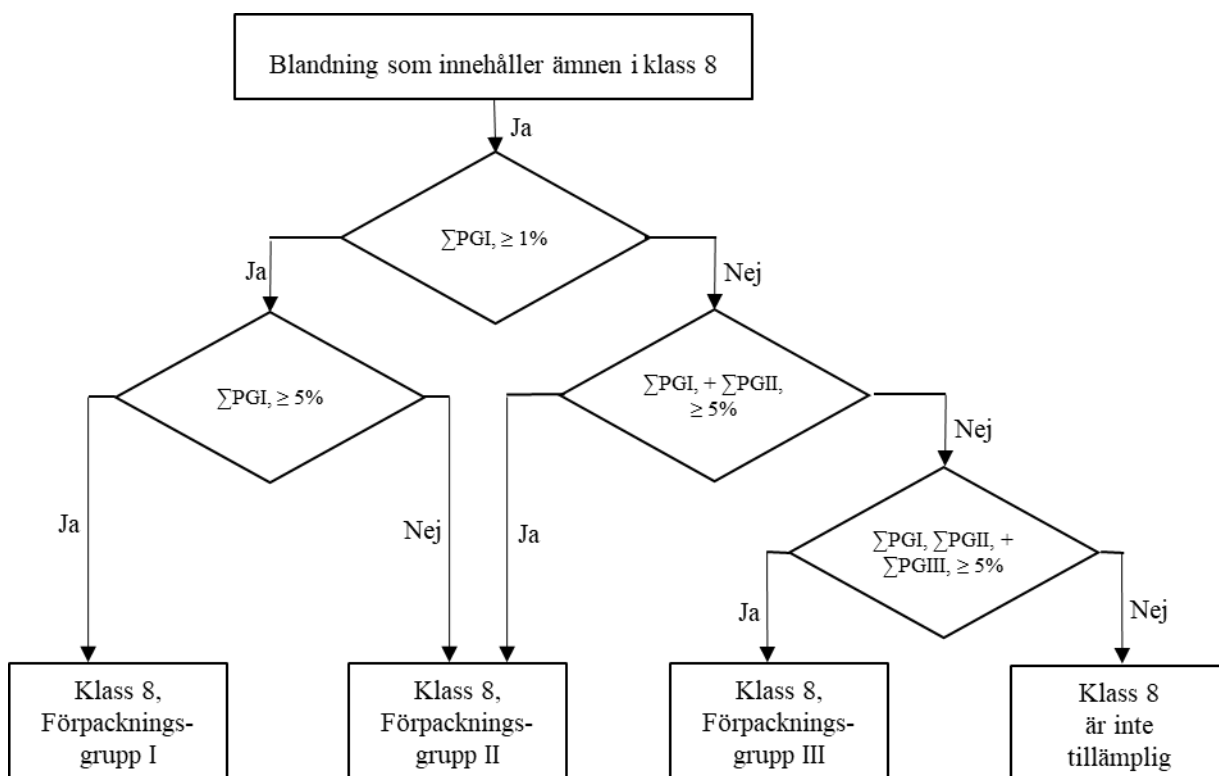 Blandning som innehåller ämnen i klass 8
Ja
∑PGI, ≥ 1%
Ja
Nej
∑PGI, ≥ 5%
∑PGI, + ∑PGII,
≥ 5%
Nej
Ja
Nej
Ja
∑PGI, ∑PGII, +
∑PGIII, ≥ 5%
Ja
Nej
Klass 8,
Förpacknings-
grupp I
Klass 8,
Förpacknings-
grupp II
Klass 8,
Förpacknings-
grupp III
Klass 8
är inte
tillämplig